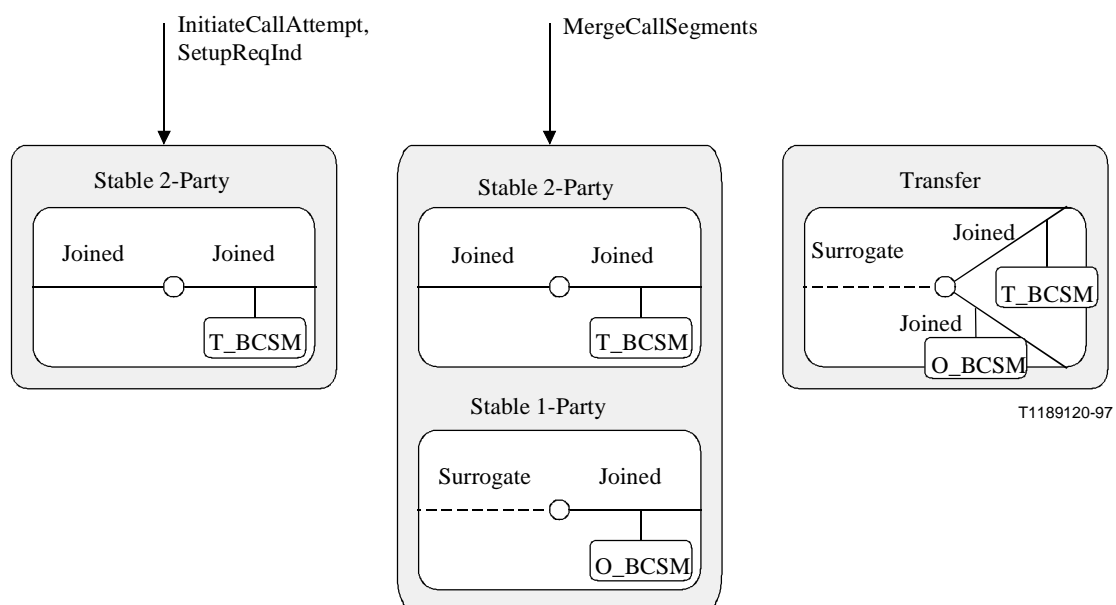 InitiateCallAttempt,
SetupReqInd
MergeCallSegments
Stable 2-Party
Joined Joined
T_BCSM
Stable 2-Party
Joined Joined
T_BCSM
Stable 1-Party
Surrogate Joined
O_BCSM
Transfer
Joined
Surrogate
T_BCSM
Joined
O_BCSM
T1189120-97